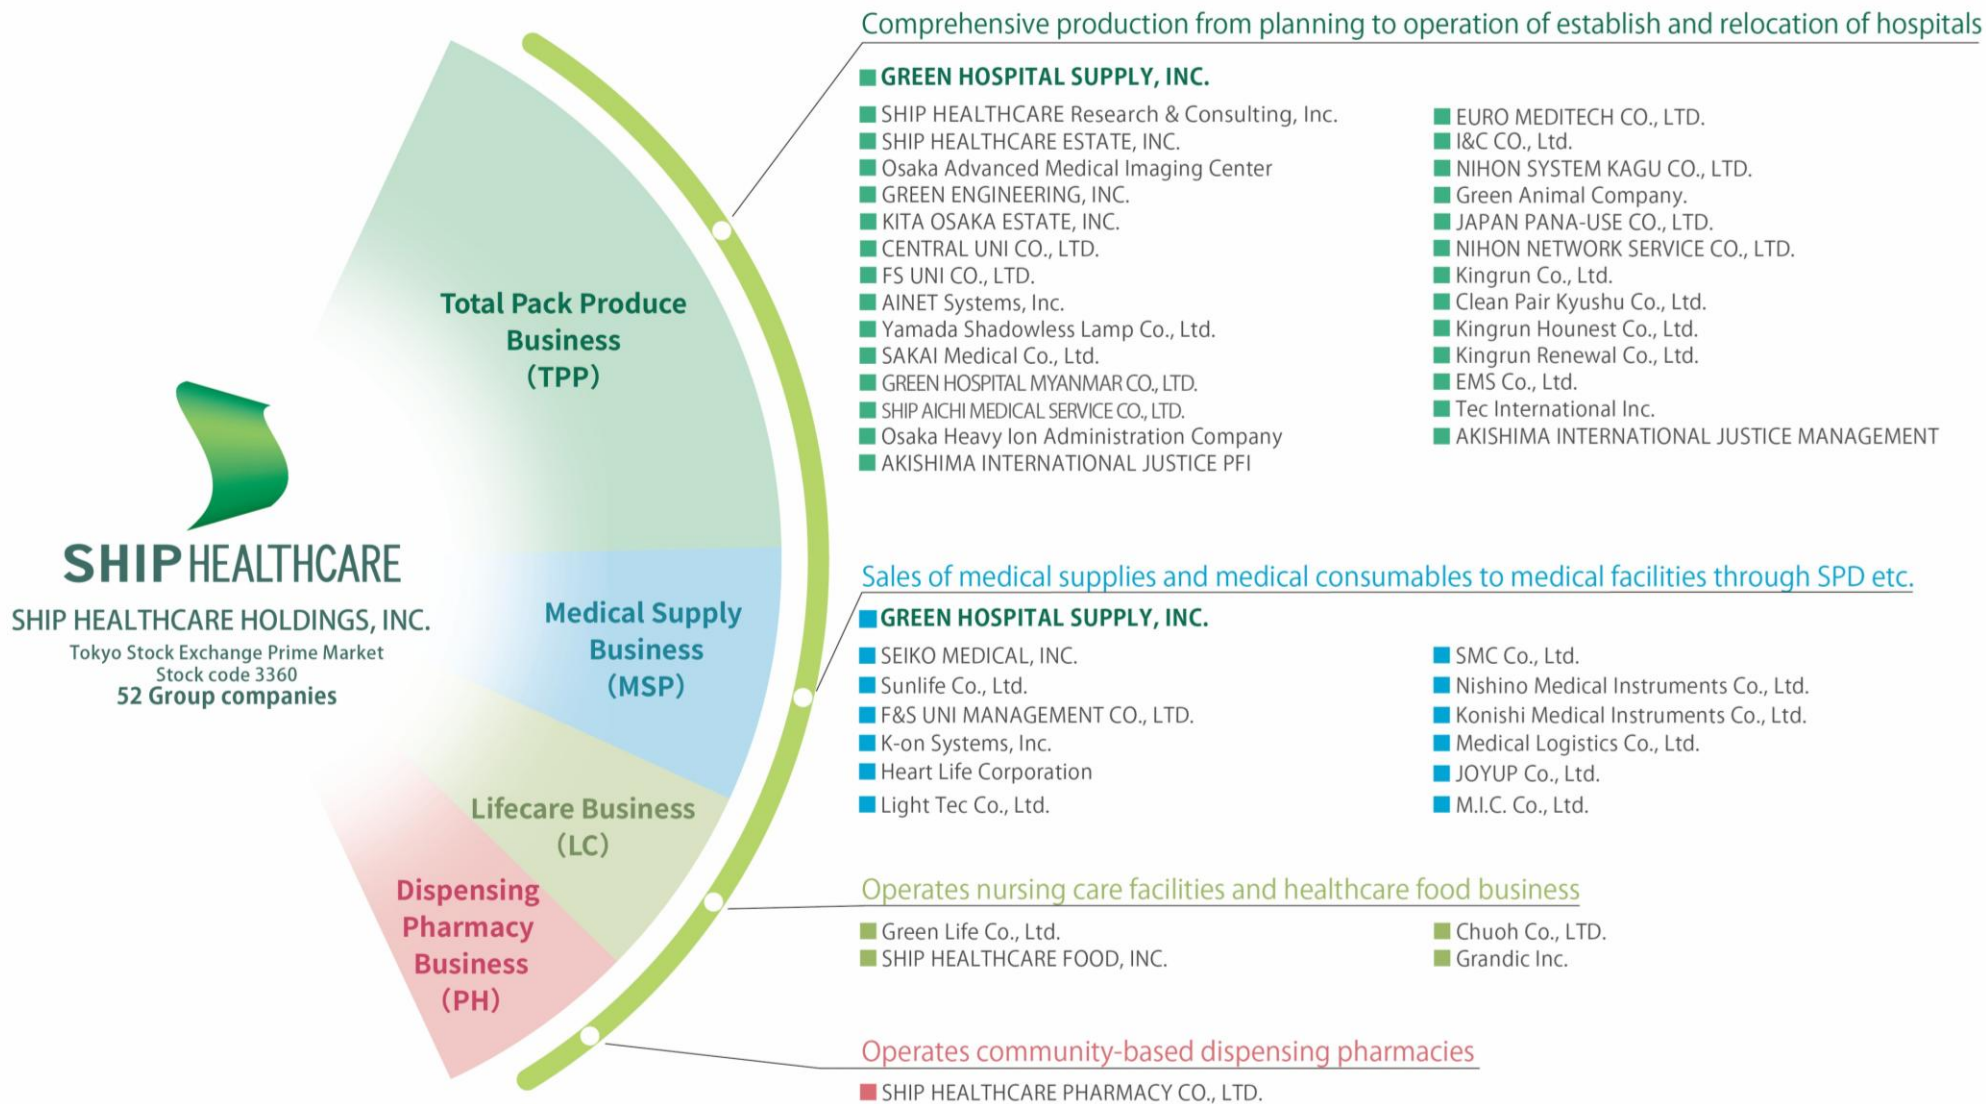 SHIP HEALTHCARE
SHIP HEALTHCARE HOLDINGS, INC.
Tokyo Stock Exchange Prime Market
Stock code 3360
52 Group companies
Total Pack Produce
Business
(TPP)
Medical Supply
Business
(MSP)
Lifecare Business
(LC)
Dispensing
Pharmacy
Business
(PH)
Comprehensive production from planning to operation of establish and relocation of hospitals
GREEN HOSPITAL SUPPLY, INC.
SHIP HEALTHCARE Research & Consulting, Inc.
SHIP HEALTHCARE ESTATE, INC.
Osaka Advanced Medical Imaging Center
GREEN ENGINEERING, INC.
KITA OSAKA ESTATE, INC.
CENTRAL UNI CO., LTD.
FS UNI CO., LTD.
AINET Systems, Inc.
Yamada Shadowless Lamp Co., Ltd.
SAKAI Medical Co., Ltd.
GREEN HOSPITAL MYANMAR CO., LTD.
SHIP AICHI MEDICAL SERVICE CO., LTD.
Osaka Heavy Ion Administration Company
AKISHIMA INTERNATIONAL JUSTICE PFI
EURO MEDITECH CO., LTD.
I&C CO., Ltd.
NIHON SYSTEM KAGU CO., LTD.
Green Animal Company.
JAPAN PANA-USE CO., LTD.
NIHON NETWORK SERVICE CO., LTD.
Kingrun Co., Ltd.
Clean Pair Kyushu Co., Ltd.
Kingrun Hounest Co., Ltd.
Kingrun Renewal Co., Ltd.
EMS Co., Ltd.
Tec International Inc.
AKISHIMA INTERNATIONAL JUSTICE MANAGEMENT
Sales of medical supplies and medical consumables to medical facilities through SPD etc.
GREEN HOSPITAL SUPPLY, INC.
SEIKO MEDICAL, INC.
Sunlife Co., Ltd.
F&S UNI MANAGEMENT CO., LTD.
K-on Systems, Inc.
Heart Life Corporation
Light Tec Co., Ltd.
SMC Co., Ltd.
Nishino Medical Instruments Co., Ltd.
Konishi Medical Instruments Co., Ltd.
Medical Logistics Co., Ltd.
JOYUP Co., Ltd.
M.I.C. Co., Ltd.
Operates nursing care facilities and healthcare food business
Green Life Co., Ltd.
SHIP HEALTHCARE FOOD, INC.
Chuoh Co., LTD.
Grandic Inc.
Operates community-based dispensing pharmacies
SHIP HEALTHCARE PHARMACY CO., LTD.